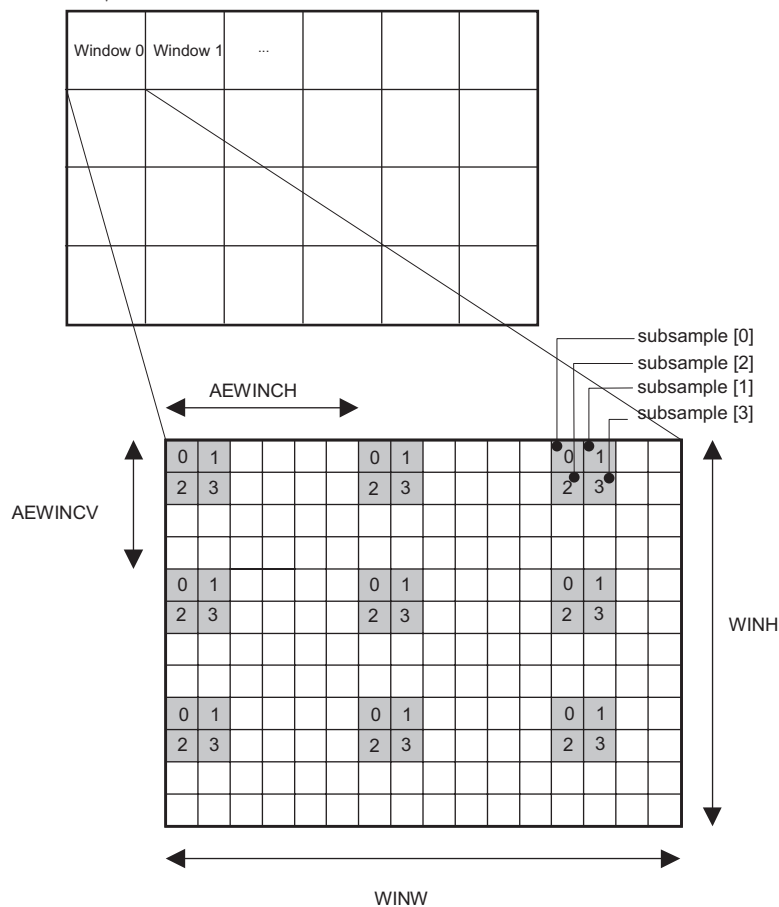 Window 0 Window 1 ...
subsample [0]
subsample [2]
subsample [1]
subsample [3]
AEWINCH
0 1 0 1 0 1
2 3 2 3 2 3
AEWINCV
0 1 0 1 0 1
2 3 2 3 2 3
WINH
0 1 0 1 0 1
2 3 2 3 2 3
WINW